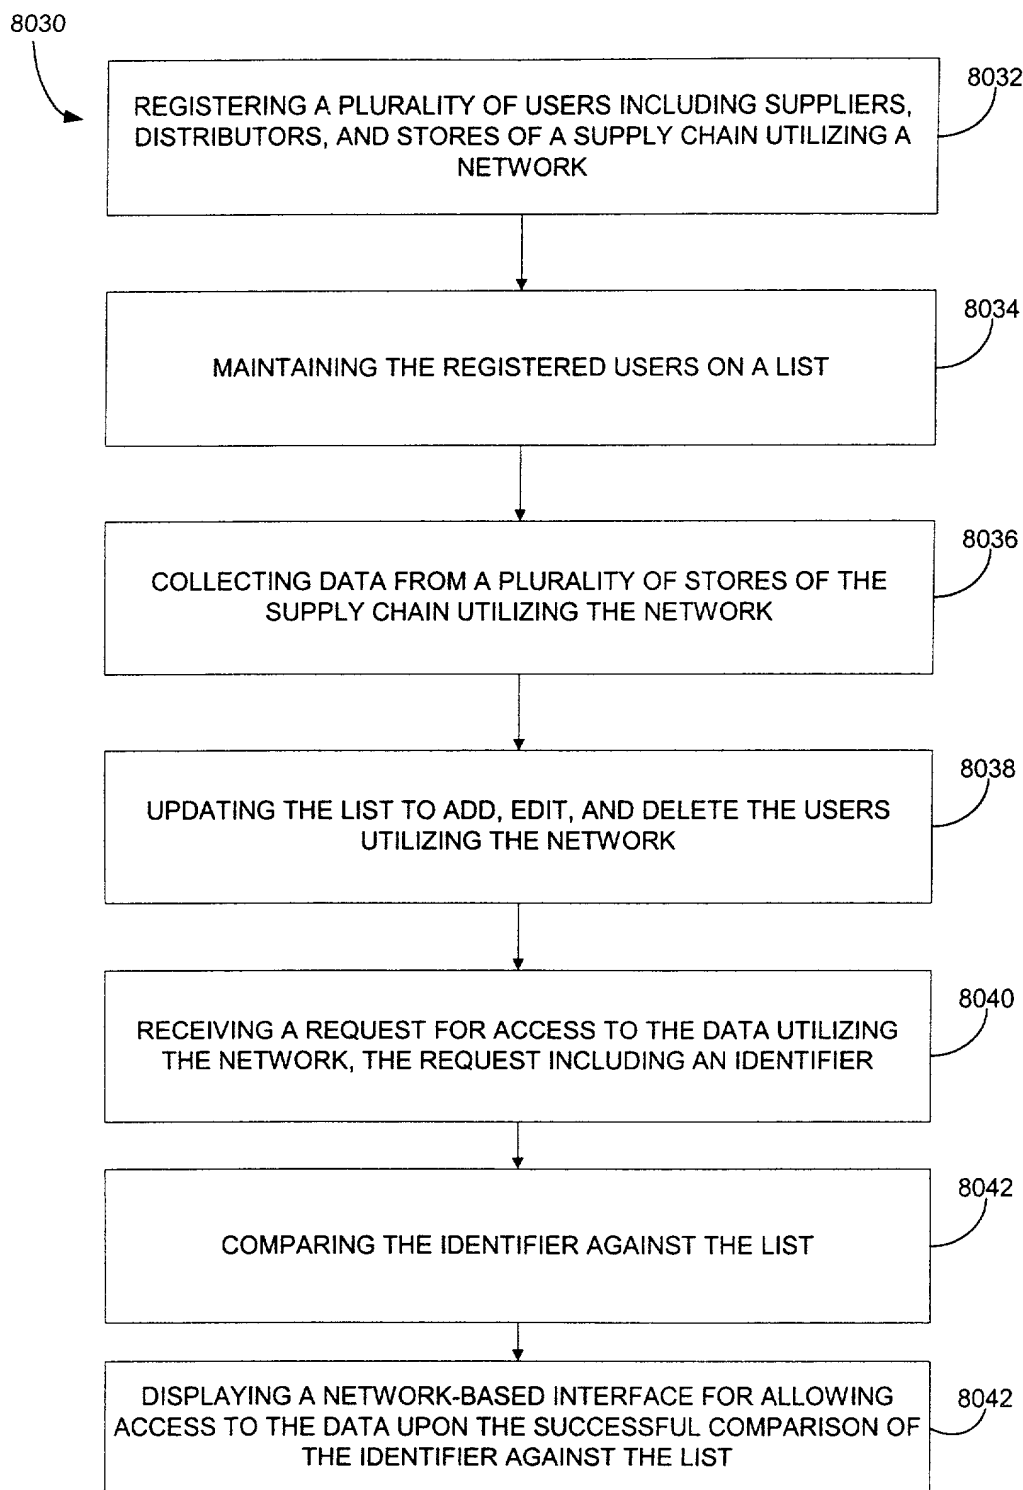 8030
8032
REGISTERING A PLURALITY OF USERS INCLUDING SUPPLIERS,
DISTRIBUTORS, AND STORES OF A SUPPLY CHAIN UTILIZING A
NETWORK
8034
MAINTAINING THE REGISTERED USERS ON A LIST
8036
COLLECTING DATA FROM A PLURALITY OF STORES OF THE
SUPPLY CHAIN UTILIZING THE NETWORK
8038
UPDATING THE LIST TO ADD, EDIT, AND DELETE THE USERS
UTILIZING THE NETWORK
8040
RECEIVING A REQUEST FOR ACCESS TO THE DATA UTILIZING
THE NETWORK, THE REQUEST INCLUDING AN IDENTIFIER
8042
COMPARING THE IDENTIFIER AGAINST THE LIST
8042
DISPLAYING A NETWORK-BASED INTERFACE FOR ALLOWING
ACCESS TO THE DATA UPON THE SUCCESSFUL COMPARISON OF
THE IDENTIFIER AGAINST THE LIST